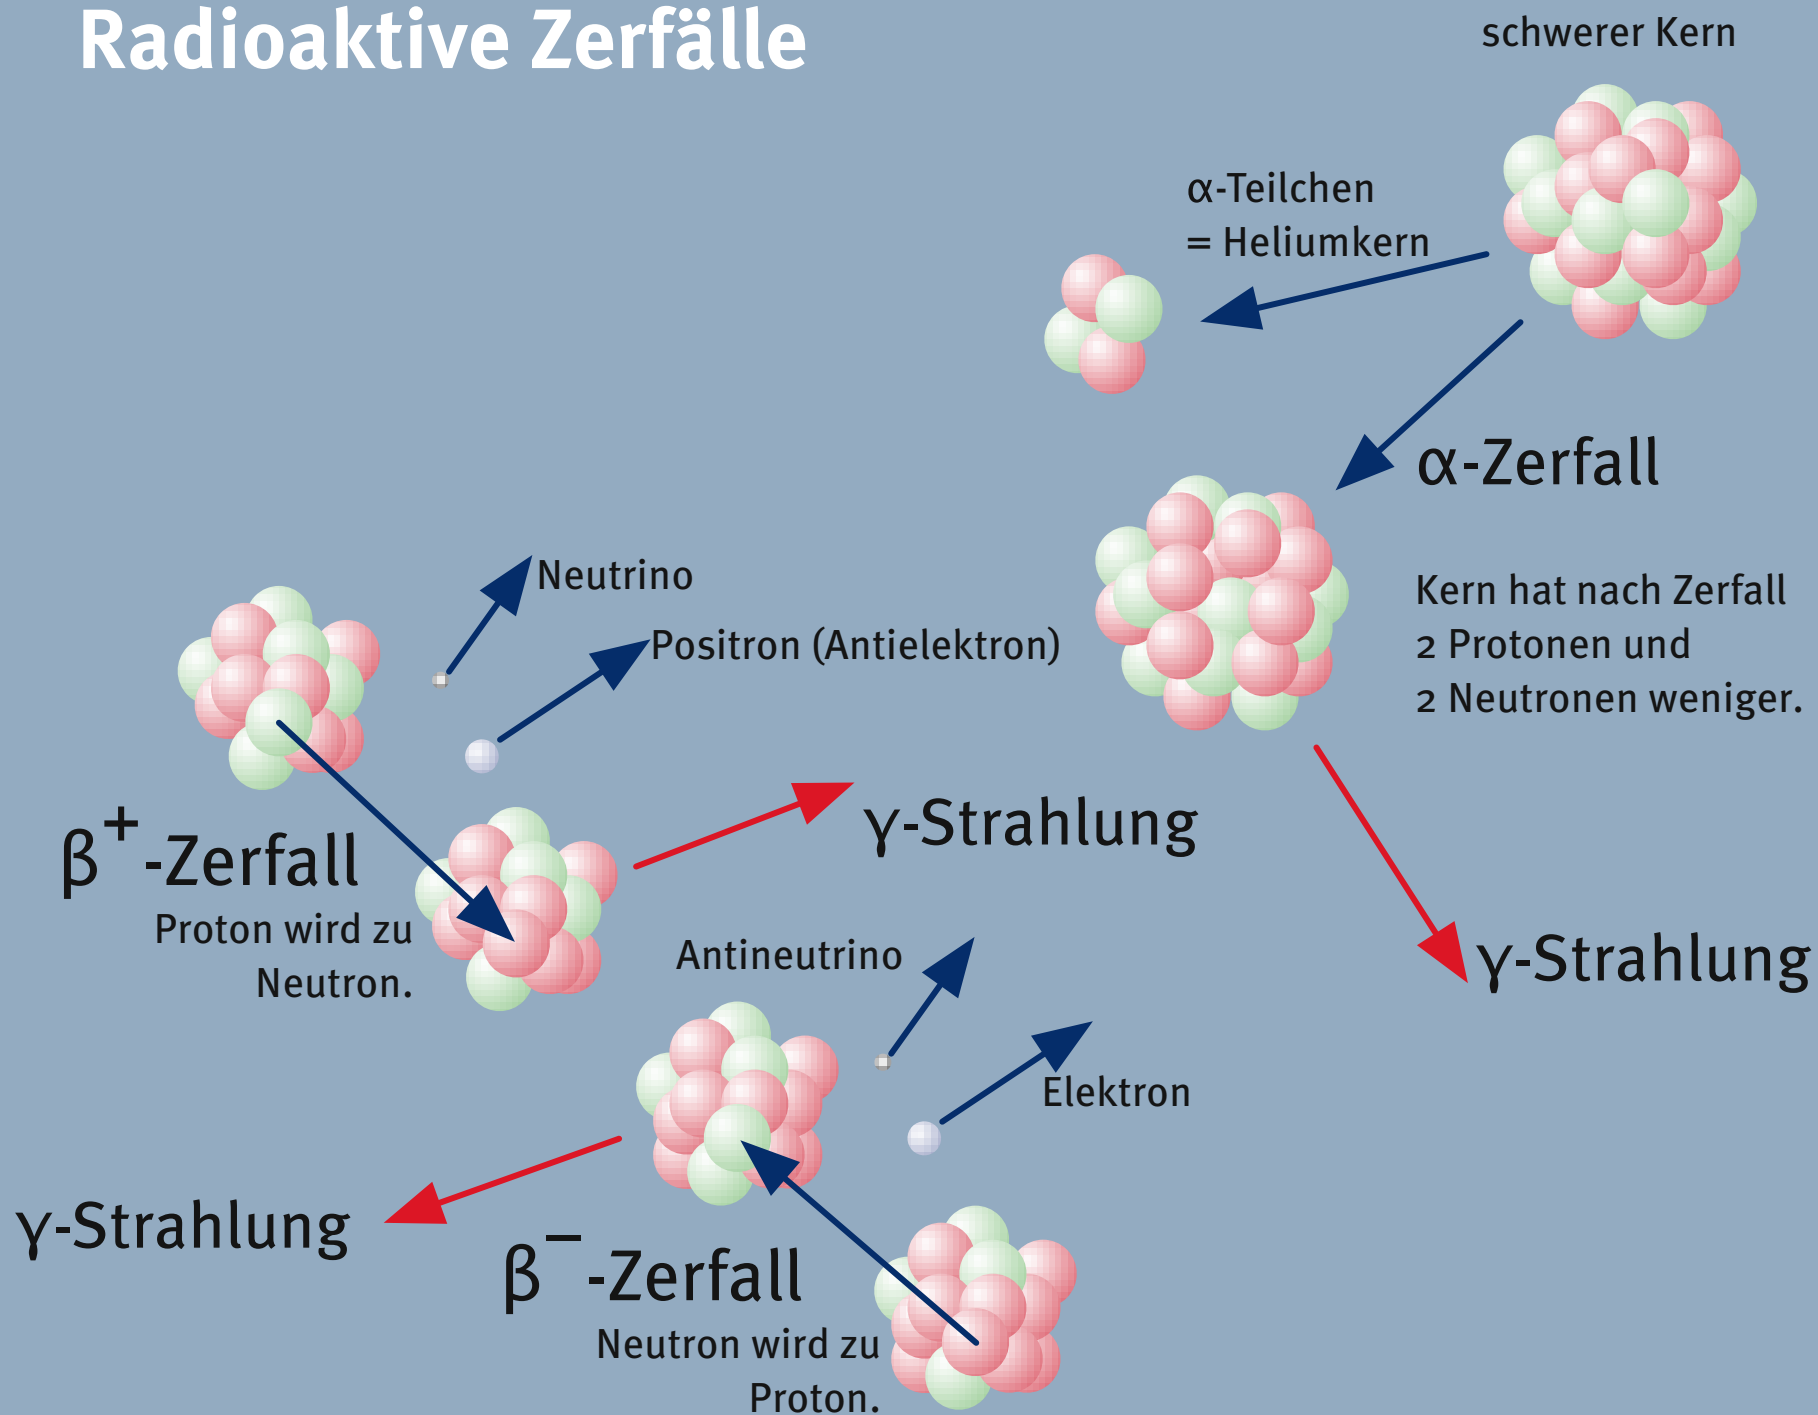 Radioaktive Zerfälle
schwerer Kern
α-Teilchen
= Heliumkern
α-Zerfall
Kern hat nach Zerfall
2 Protonen und
2 Neutronen weniger.
γ-Strahlung
Neutrino
Positron (Antielektron)
β⁺-Zerfall
Proton wird zu
Neutron.
γ-Strahlung
Antineutrino
Elektron
γ-Strahlung
β⁻-Zerfall
Neutron wird zu
Proton.